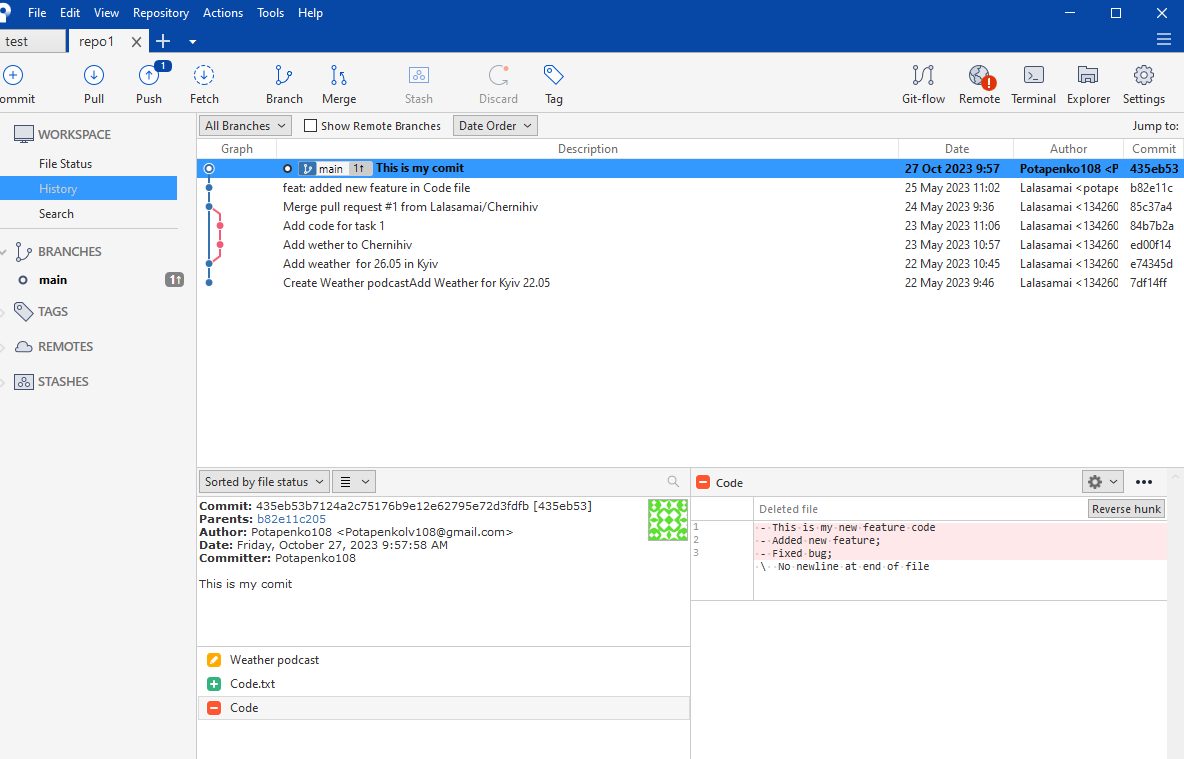 File Edit View Repository Actions Tools Help
test repo1
1
ommit Pull Push Fetch Branch Merge Stash Discard Tag Git-flow Remote Terminal Explorer Settings
WORKSPACE
File Status
History
Search
BRANCHES
main 1↑
TAGS
REMOTES
STASHES
All Branches Show Remote Branches Date Order Jump to:
Graph Description Date Author Commit
main 1↑ This is my comit 27 Oct 2023 9:57 Potapenko108 <P 435eb53
feat: added new feature in Code file 25 May 2023 11:02 Lalasamai <potape b82e11c
Merge pull request #1 from Lalasamai/Chernihiv 24 May 2023 9:36 Lalasamai <134260 85c37a4
Add code for task 1 23 May 2023 11:06 Lalasamai <134260 84b7b2a
Add wether to Chernihiv 23 May 2023 10:57 Lalasamai <134260 ed00f14
Add weather  for 26.05 in Kyiv 22 May 2023 10:45 Lalasamai <134260 e74345d
Create Weather podcastAdd Weather for Kyiv 22.05 22 May 2023 9:46 Lalasamai <134260 7df14ff
Sorted by file status
Commit: 435eb53b7124a2c75176b9e12e62795e72d3fdfb [435eb53]
Parents: b82e11c205
Author: Potapenko108 <Potapenkolv108@gmail.com>
Date: Friday, October 27, 2023 9:57:58 AM
Committer: Potapenko108
This is my comit
Weather podcast
Code.txt
Code
Code
Deleted file Reverse hunk
1 - This is my new feature code
2 - Added new feature;
3 - Fixed bug;
\ No newline at end of file